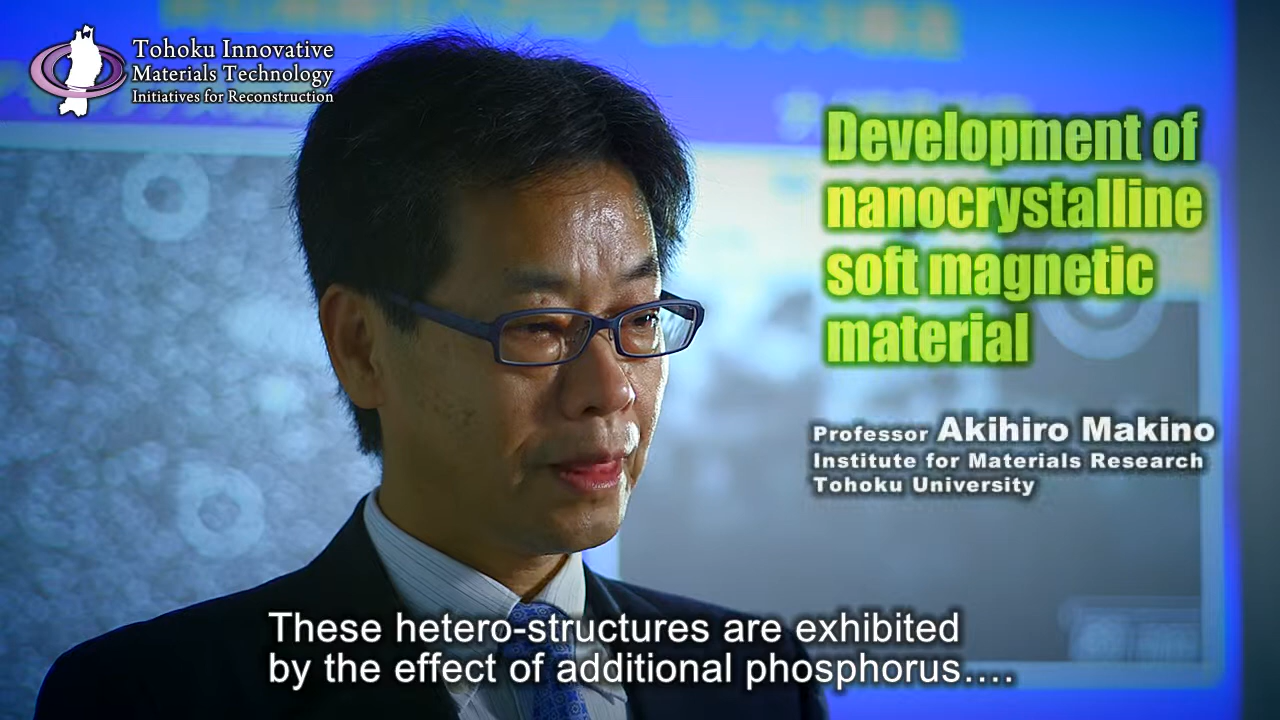 Tohoku Innovative
Materials Technology
Initiatives for Reconstruction
Development of
nanocrystalline
soft magnetic
material
Professor Akihiro Makino
Institute for Materials Research
Tohoku University
These hetero-structures are exhibited
by the effect of additional phosphorus....